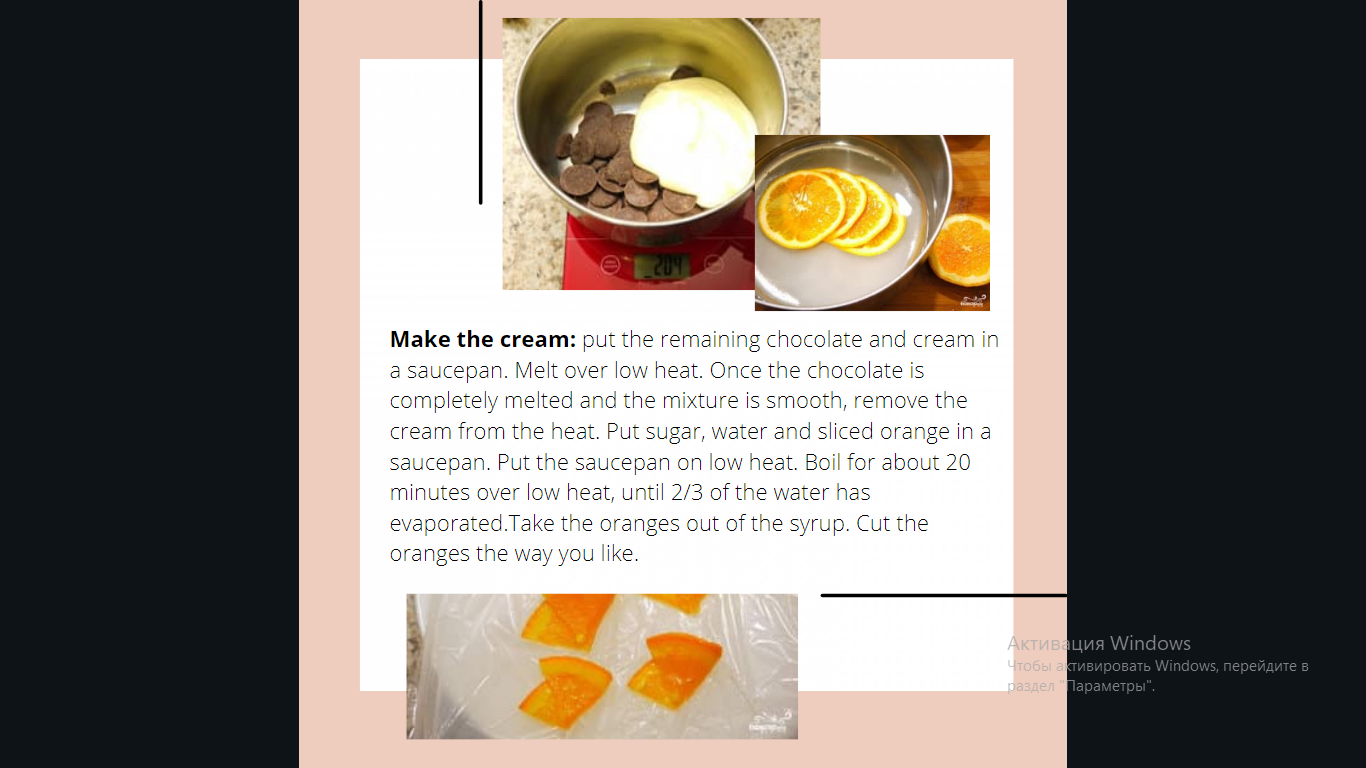 204
Make the cream: put the remaining chocolate and cream in
a saucepan. Melt over low heat. Once the chocolate is
completely melted and the mixture is smooth, remove the
cream from the heat. Put sugar, water and sliced orange in a
saucepan. Put the saucepan on low heat. Boil for about 20
minutes over low heat, until 2/3 of the water has
evaporated.Take the oranges out of the syrup. Cut the
oranges the way you like.
Активация Windows
Чтобы активировать Windows, перейдите в
раздел "Параметры".